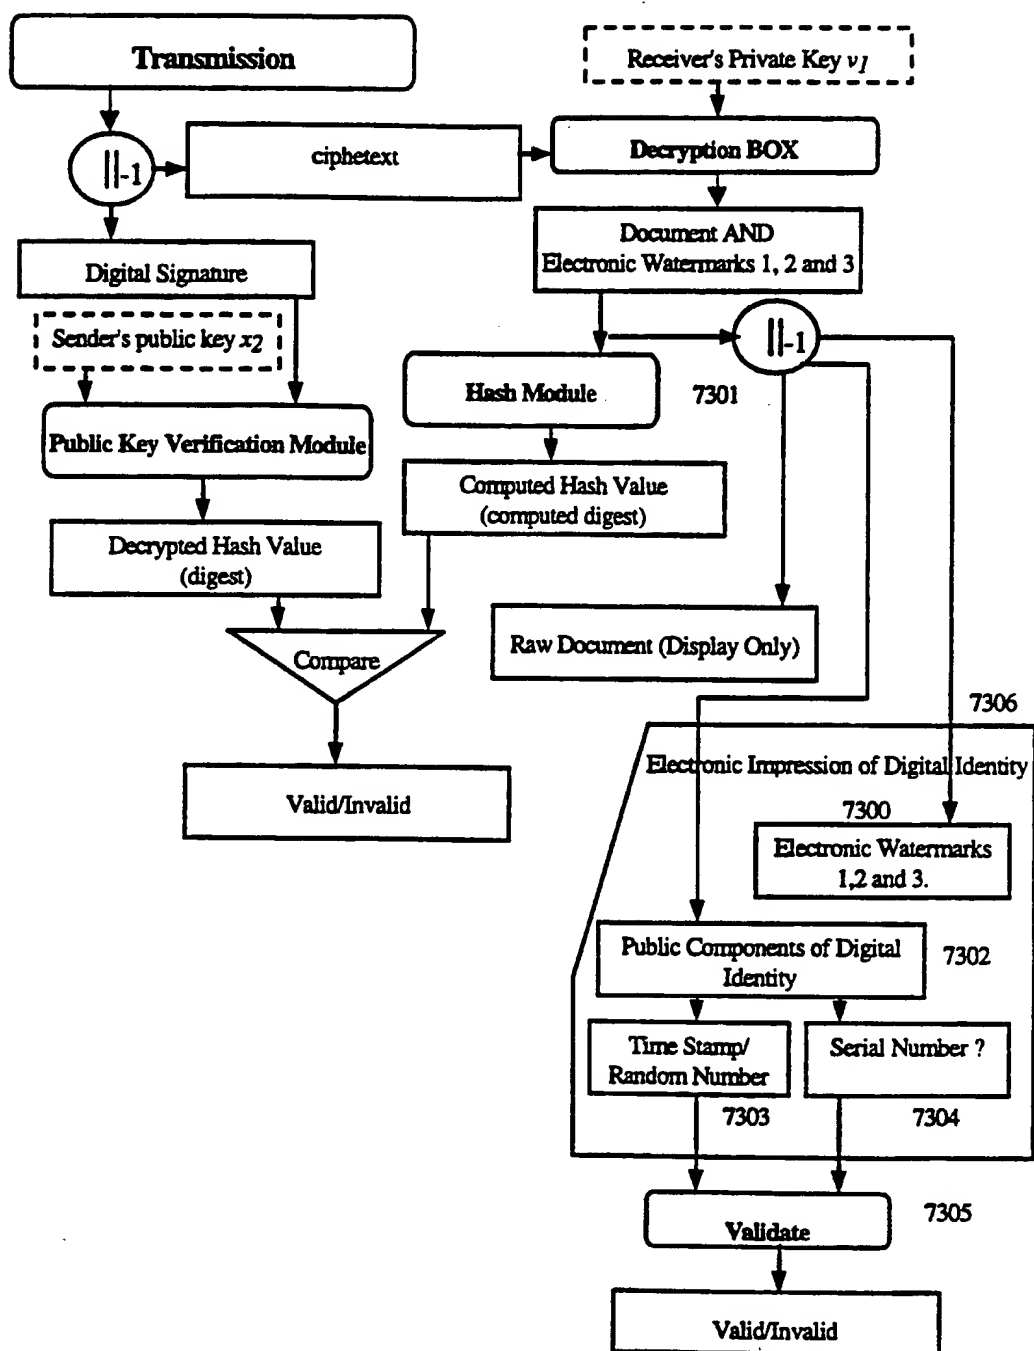 Transmission
Receiver's Private Key v1
||-1
ciphetext
Decryption BOX
Document AND
Electronic Watermarks 1, 2 and 3
Digital Signature
Sender's public key x2
||-1
Hash Module
7301
Public Key Verification Module
Computed Hash Value
(computed digest)
Decrypted Hash Value
(digest)
Raw Document (Display Only)
Compare
7306
Valid/Invalid
Electronic Impression of Digital Identity
7300
Electronic Watermarks
1,2 and 3.
Public Components of Digital
Identity
7302
Time Stamp/
Random Number
Serial Number ?
7303
7304
Validate
7305
Valid/Invalid